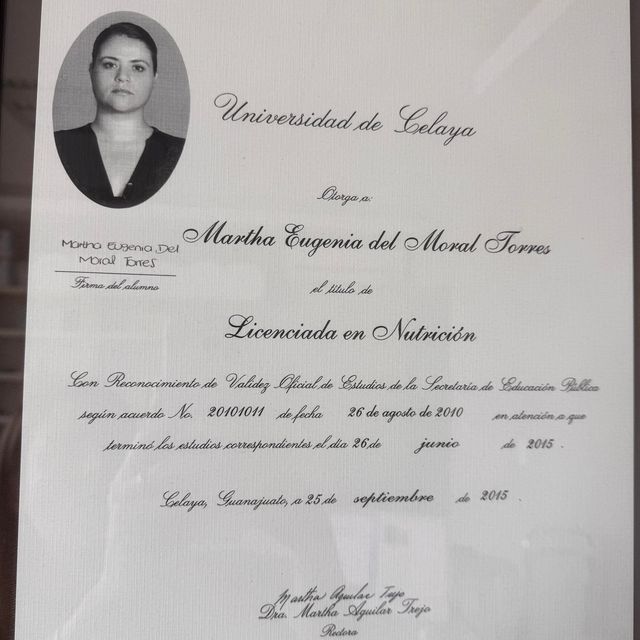 Universidad de Celaya
Otorga a:
Martha Eugenia del Moral Torres
Martha Eugenia Del
Moral Torres
Firma del alumno
el título de
Licenciada en Nutrición
Con Reconocimiento de Validez Oficial de Estudios de la Secretaría de Educación Pública
según acuerdo No. 20101011 de fecha 26 de agosto de 2010 en atención a que
terminó los estudios correspondientes el día 26 de junio de 2015.
Celaya, Guanajuato, a 25 de septiembre de 2015.
Martha Aguilar Trejo
Dra. Martha Aguilar Trejo
Rectora